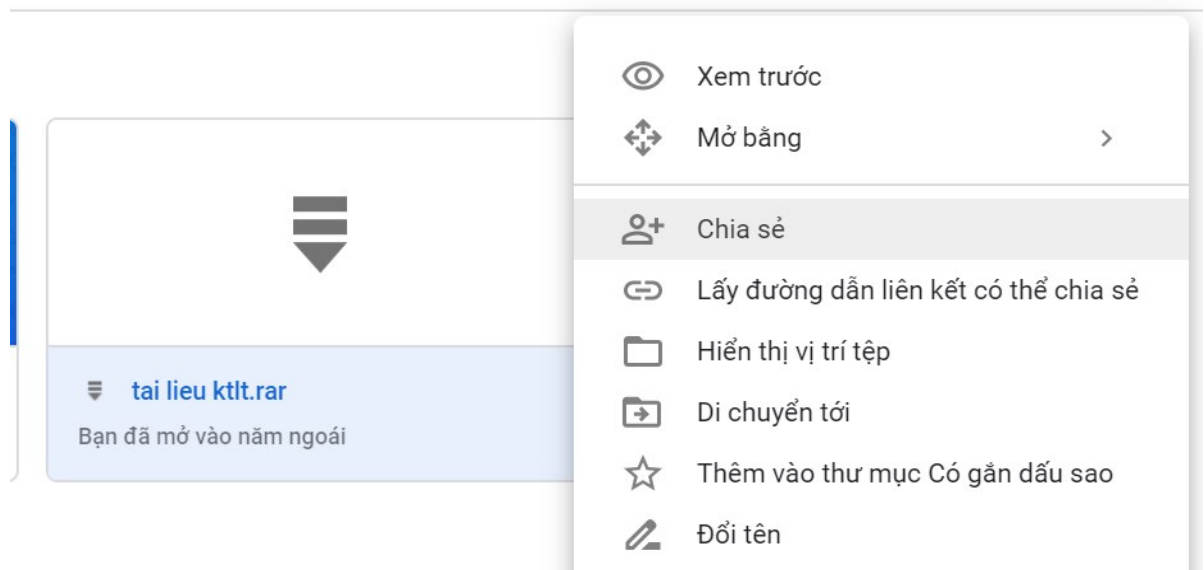 Xem trước
Mở bằng
Chia sẻ
Lấy đường dẫn liên kết có thể chia sẻ
Hiển thị vị trí tệp
Di chuyển tới
Thêm vào thư mục Có gắn dấu sao
Đổi tên
tai lieu ktlt.rar
Bạn đã mở vào năm ngoái